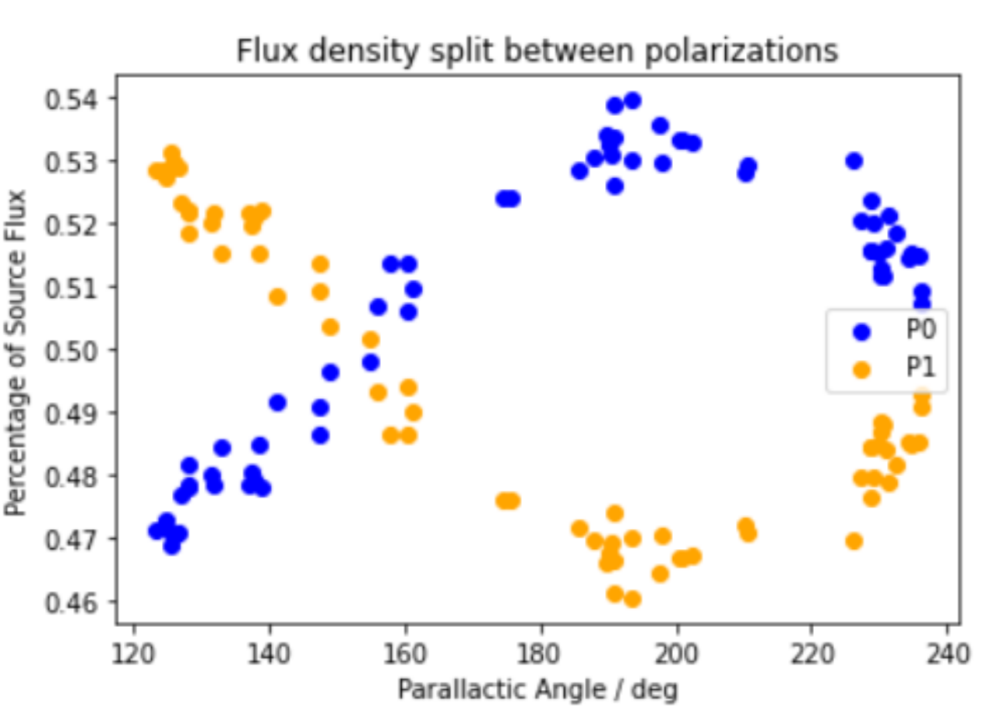 Flux density split between polarizations
Percentage of Source Flux
0.54
0.53
0.52
0.51
0.50
0.49
0.48
0.47
0.46
P0
P1
120 140 160 180 200 220 240
Parallactic Angle / deg